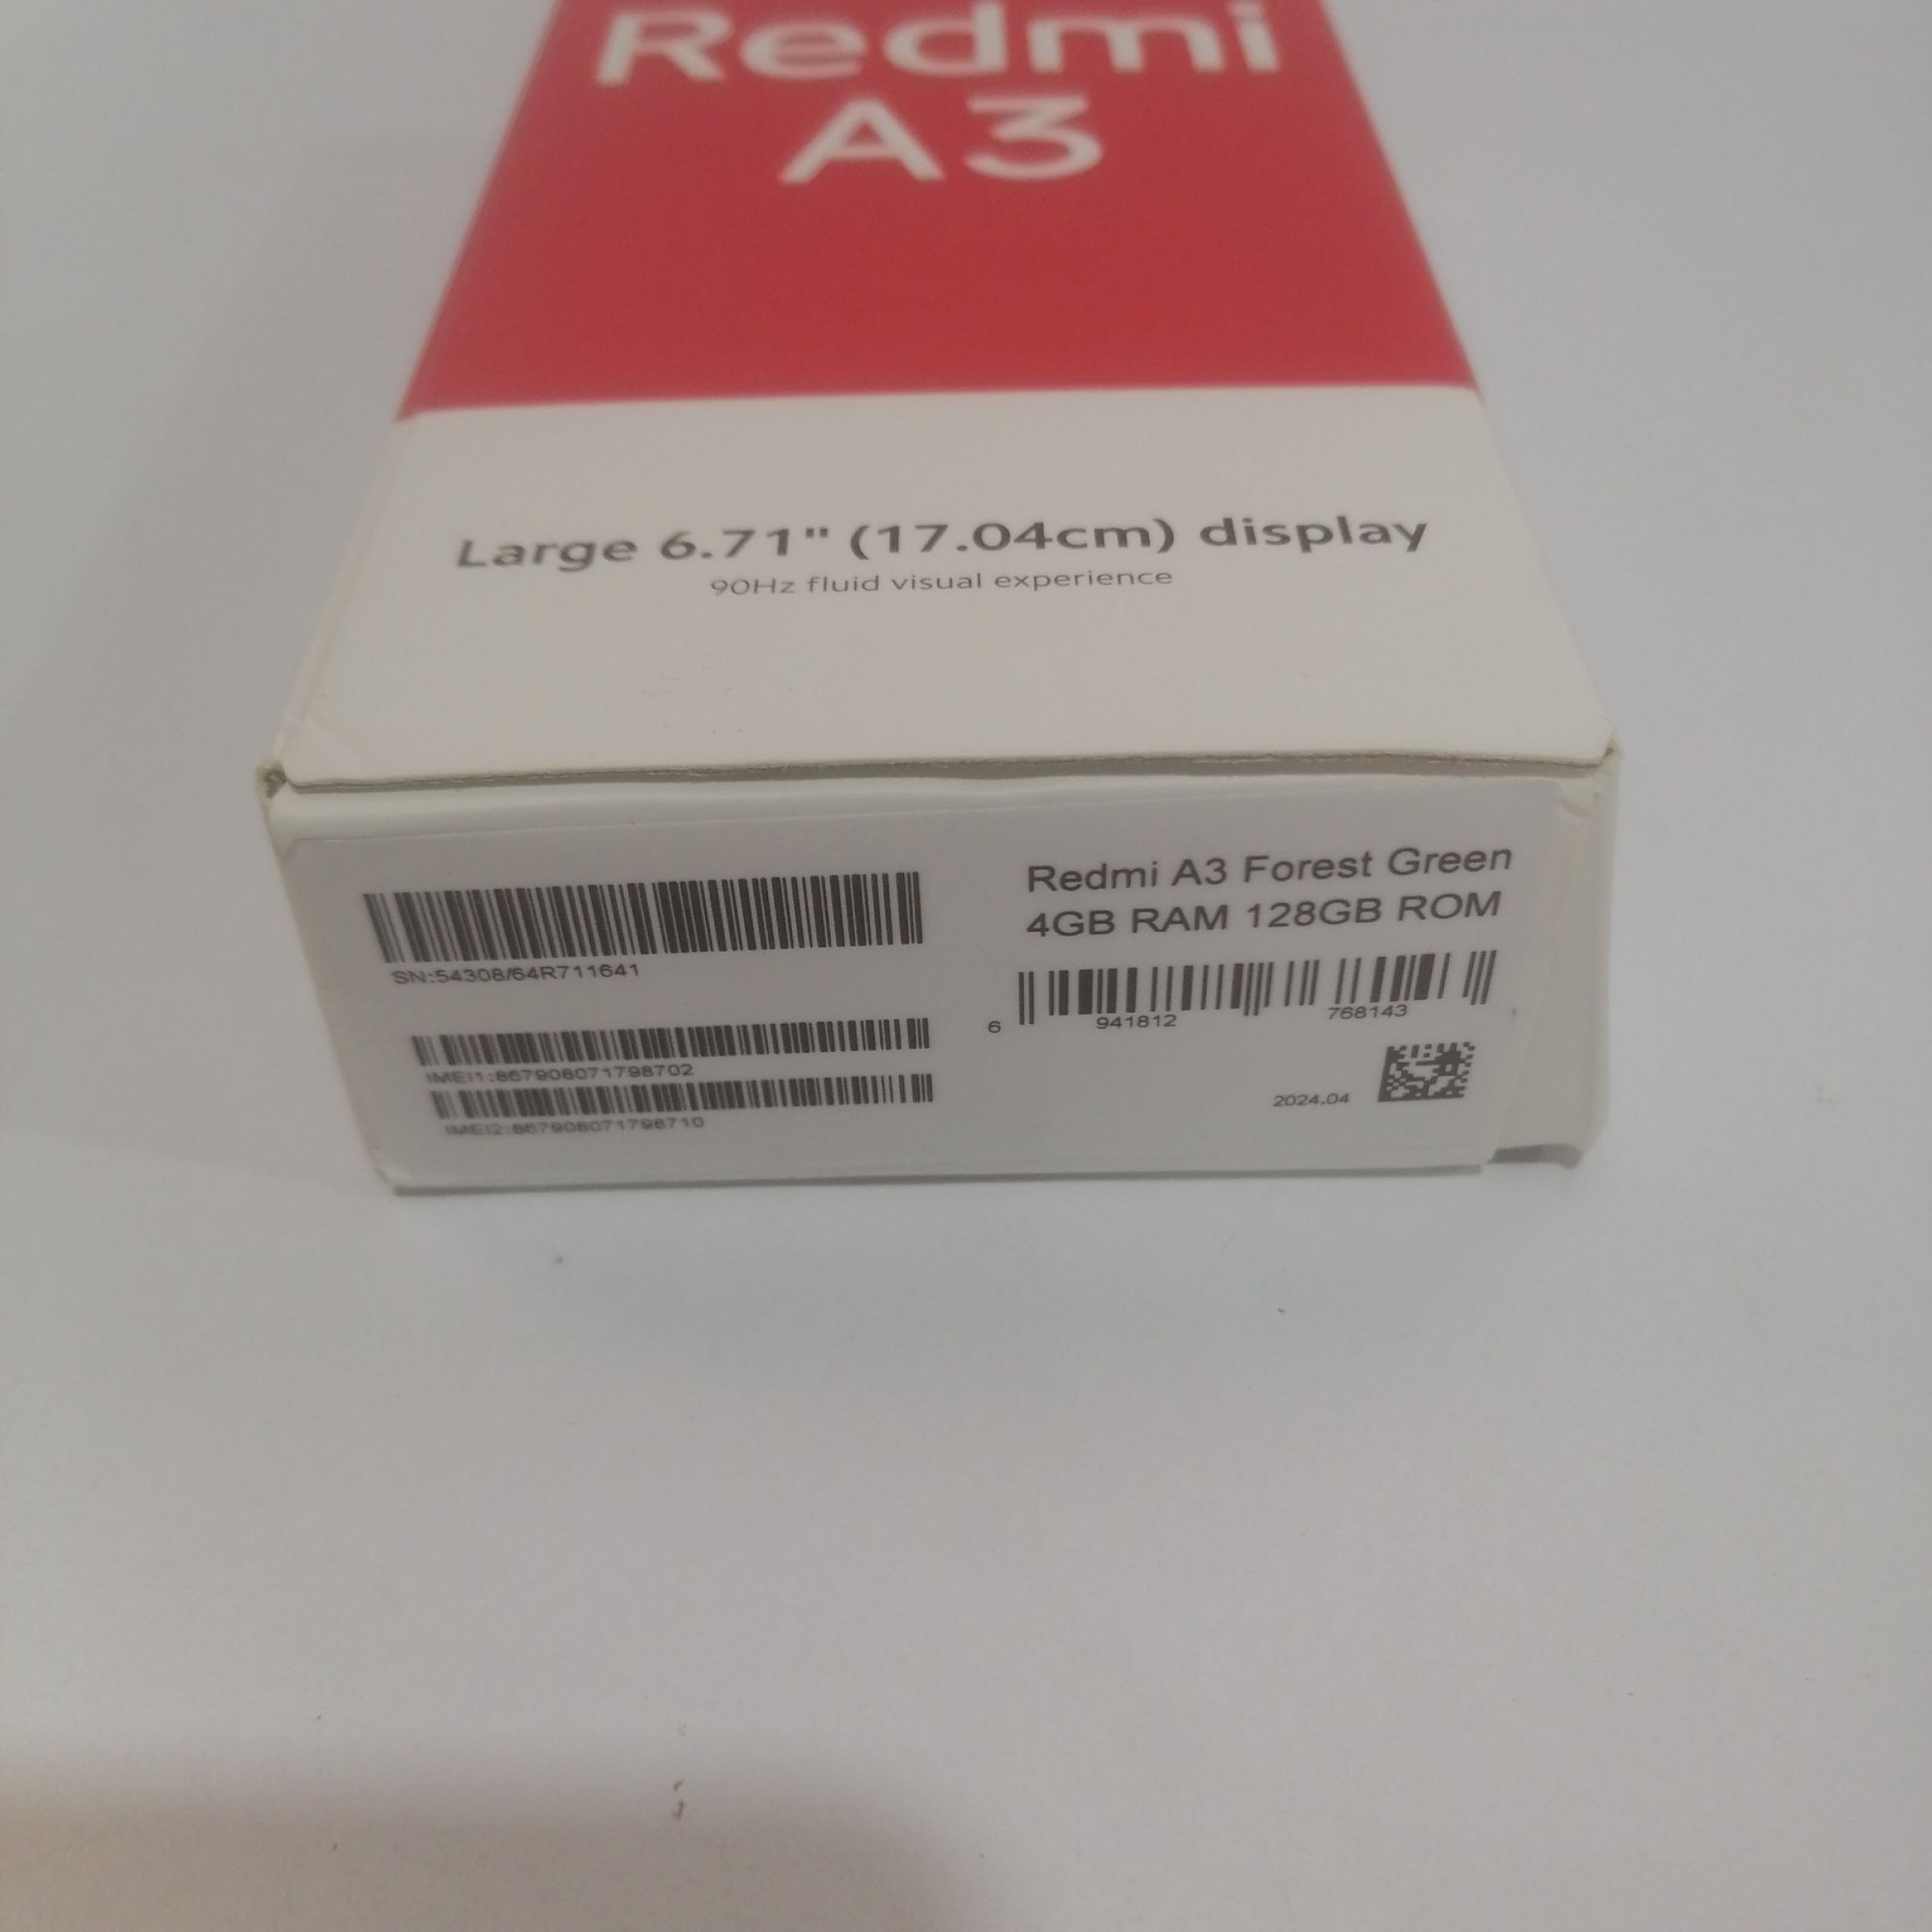 Redmi
A3
Large 6.71" (17.04cm) display
90Hz fluid visual experience
Redmi A3 Forest Green
4GB RAM 128GB ROM
SN:54308/64R711641
6 941812 768143
IMEI1:867908071798702
IMEI2:867908071798710
2024.04